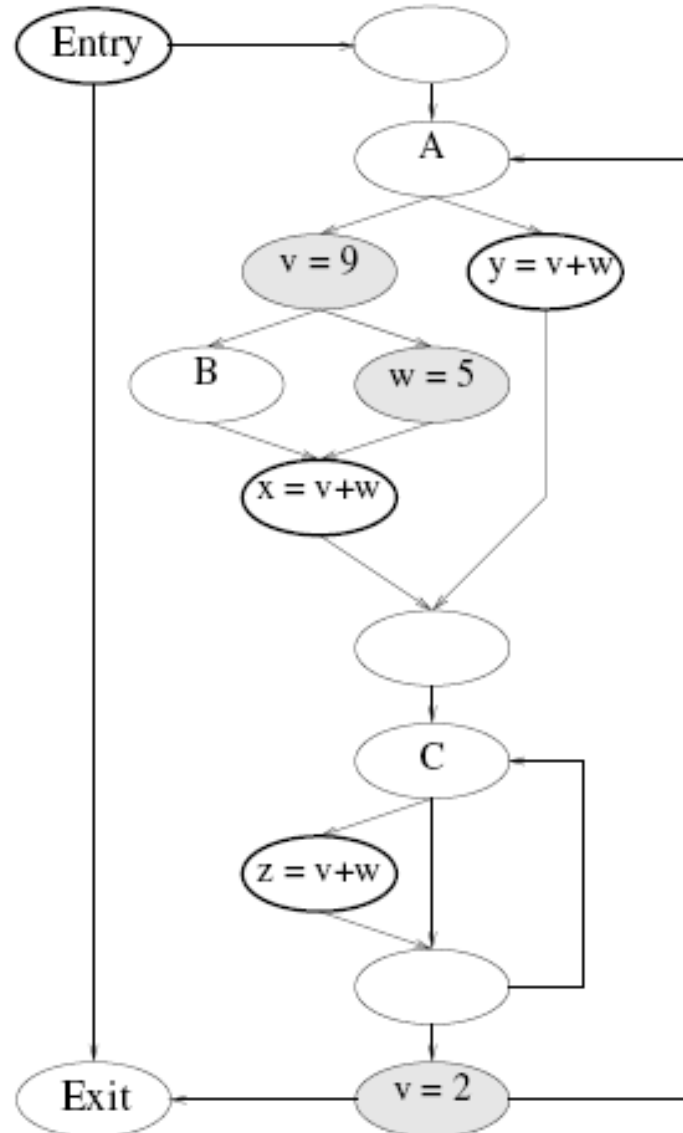 Entry
A
v = 9
y = v+w
B
w = 5
x = v+w
C
z = v+w
Exit
v = 2